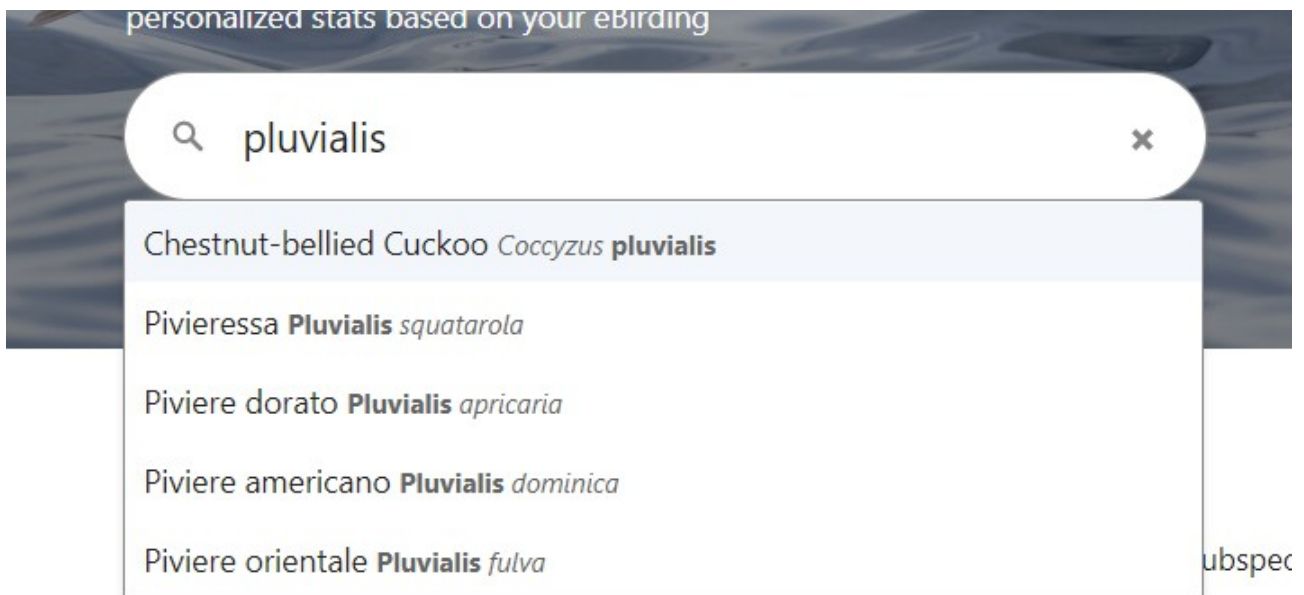 personalized stats based on your eBirding
pluvialis
Chestnut-bellied Cuckoo Coccyzus pluvialis
Pivieressa Pluvialis squatarola
Piviere dorato Pluvialis apricaria
Piviere americano Pluvialis dominica
Piviere orientale Pluvialis fulva
ubspec